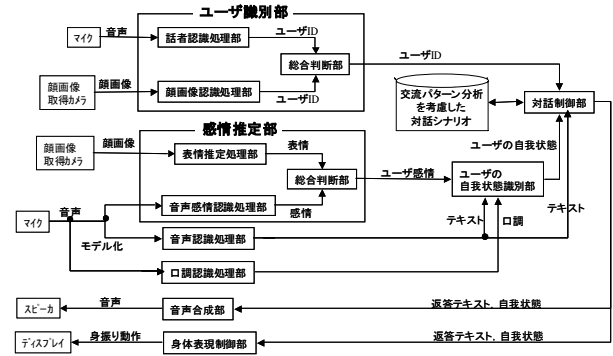 ユーザ識別部
マイク
音声
話者認識処理部
ユーザID
総合判断部
ユーザID
顔画像
取得カメラ
顔画像
顔画像認識処理部
ユーザID
交流パターン分析
を考慮した
対話シナリオ
対話制御部
感情推定部
顔画像
取得カメラ
顔画像
表情推定処理部
表情
総合判断部
ユーザ感情
ユーザの
自我状態識別部
ユーザの自我状態
音声感情認識処理部
感情
マイク
音声
モデル化
音声認識処理部
テキスト
口調
テキスト
口調認識処理部
スピーカ
音声
音声合成部
返答テキスト,自我状態
ディスプレイ
身振り動作
身体表現制御部
返答テキスト,自我状態